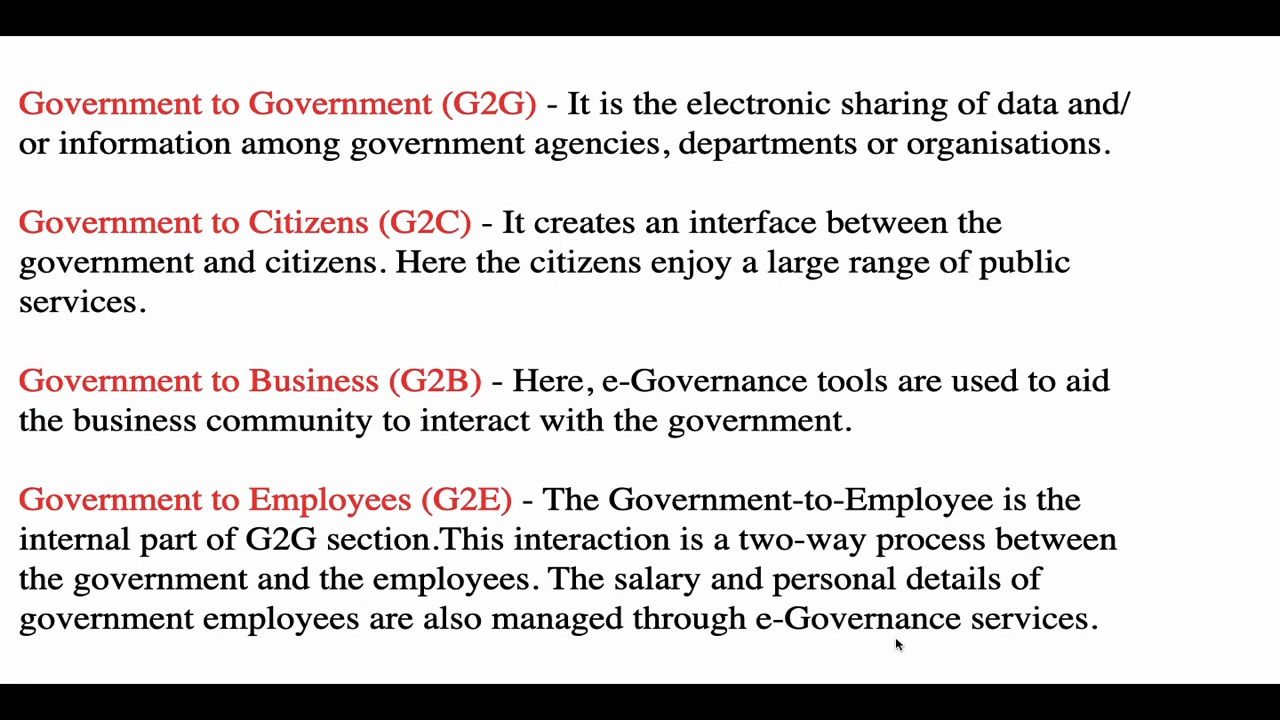 Government to Government (G2G) - It is the electronic sharing of data and/
or information among government agencies, departments or organisations.
Government to Citizens (G2C) - It creates an interface between the
government and citizens. Here the citizens enjoy a large range of public
services.
Government to Business (G2B) - Here, e-Governance tools are used to aid
the business community to interact with the government.
Government to Employees (G2E) - The Government-to-Employee is the
internal part of G2G section.This interaction is a two-way process between
the government and the employees. The salary and personal details of
government employees are also managed through e-Governance services.